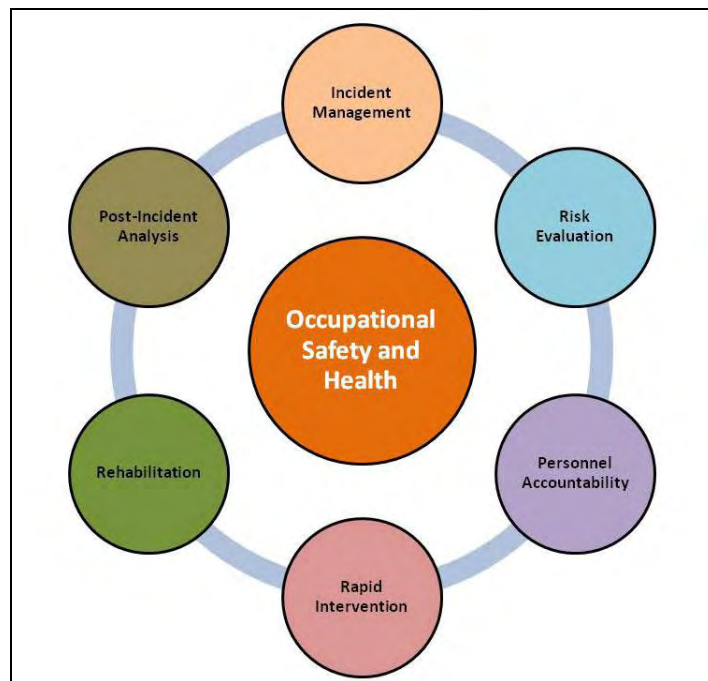 Incident
Management
Risk
Evaluation
Personnel
Accountability
Rapid
Intervention
Rehabilitation
Post-Incident
Analysis
Occupational
Safety and
Health